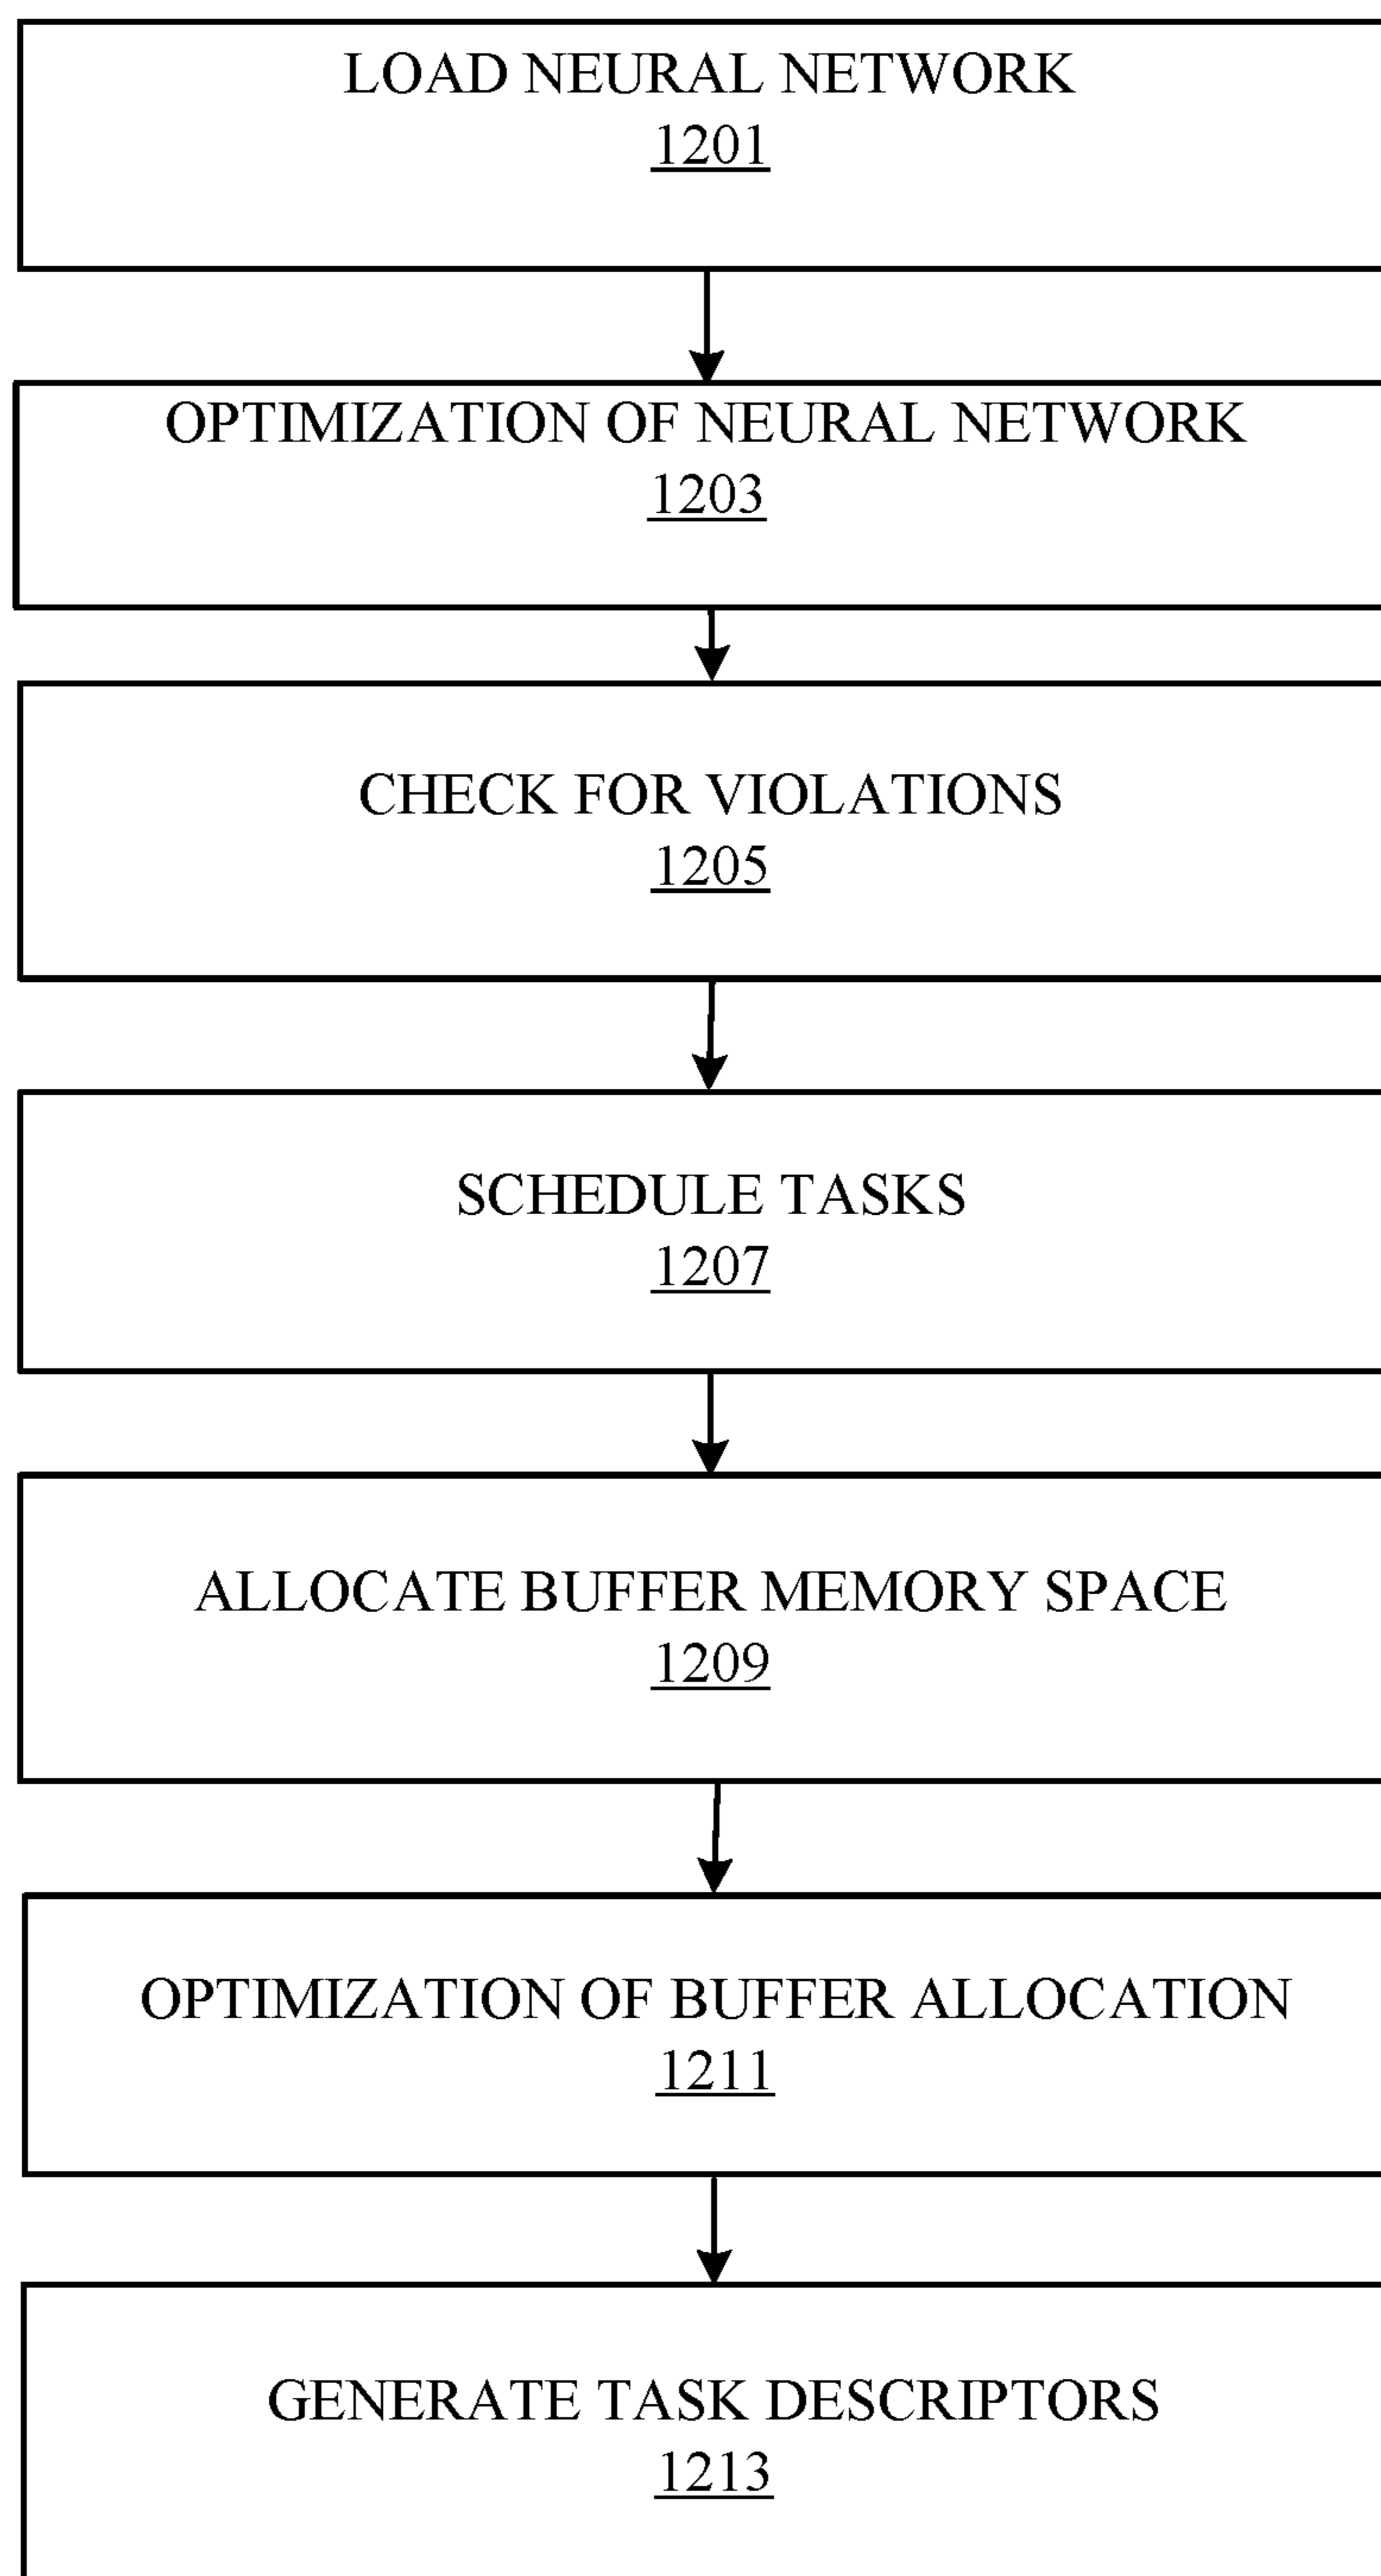 LOAD NEURAL NETWORK
1201
OPTIMIZATION OF NEURAL NETWORK
1203
CHECK FOR VIOLATIONS
1205
SCHEDULE TASKS
1207
ALLOCATE BUFFER MEMORY SPACE
1209
OPTIMIZATION OF BUFFER ALLOCATION
1211
GENERATE TASK DESCRIPTORS
1213